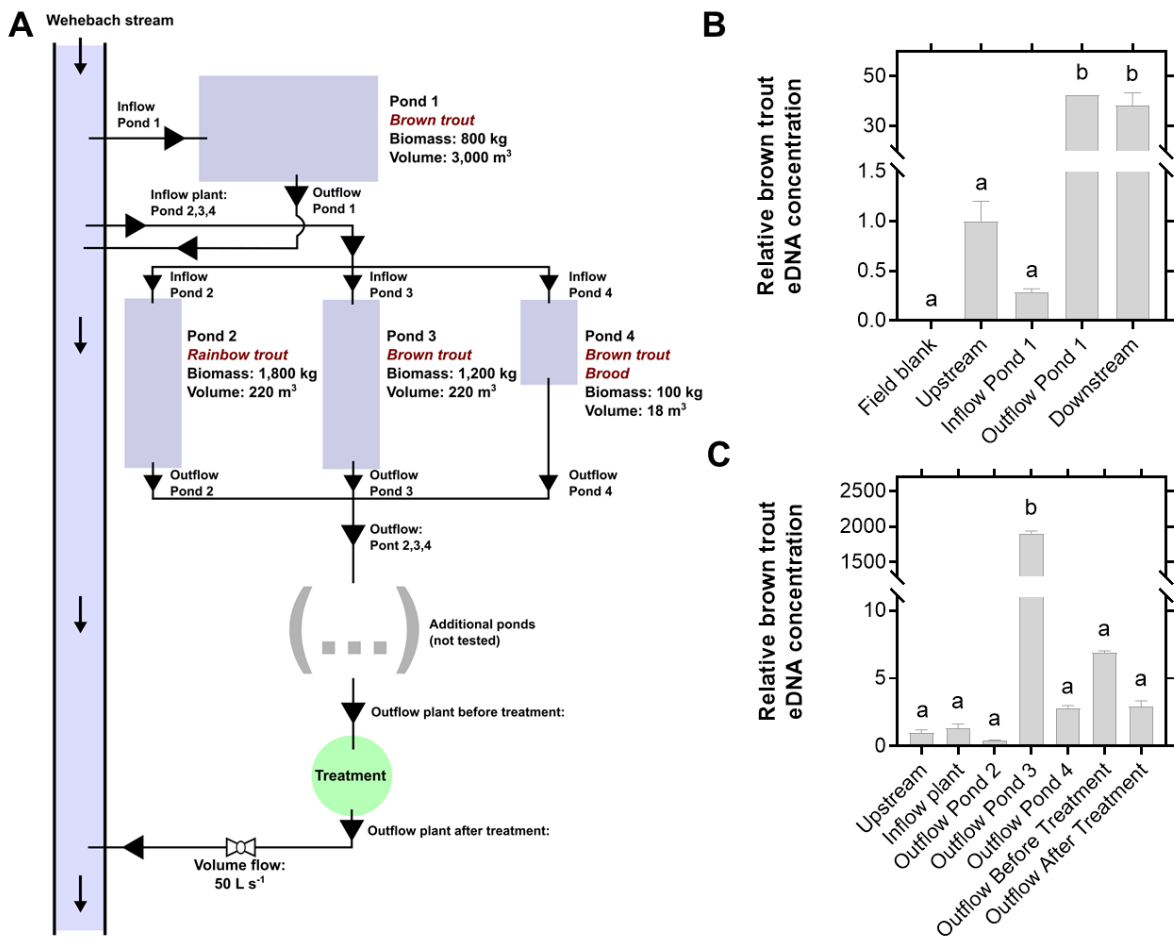 A
Wehebach stream
Inflow
Pond 1
Pond 1
Brown trout
Biomass: 800 kg
Volume: 3,000 m³
Inflow plant:
Pond 2,3,4
Outflow
Pond 1
Inflow
Pond 2
Inflow
Pond 3
Inflow
Pond 4
Pond 2
Rainbow trout
Biomass: 1,800 kg
Volume: 220 m³
Pond 3
Brown trout
Biomass: 1,200 kg
Volume: 220 m³
Pond 4
Brown trout
Brood
Biomass: 100 kg
Volume: 18 m³
Outflow
Pond 2
Outflow
Pond 3
Outflow
Pond 4
Outflow:
Pont 2,3,4
(...)
Additional ponds
(not tested)
Outflow plant before treatment:
Treatment
Outflow plant after treatment:
Volume flow:
50 L s⁻¹
B
Relative brown trout
eDNA concentration
50
30
1.5
1.0
0.5
0.0
a
a
a
b
b
Field blank
Upstream
Inflow Pond 1
Outflow Pond 1
Downstream
C
Relative brown trout
eDNA concentration
2500
2000
1500
10
5
0
a
a
a
b
a
a
a
Upstream
Inflow plant
Outflow Pond 2
Outflow Pond 3
Outflow Pond 4
Outflow Before Treatment
Outflow After Treatment